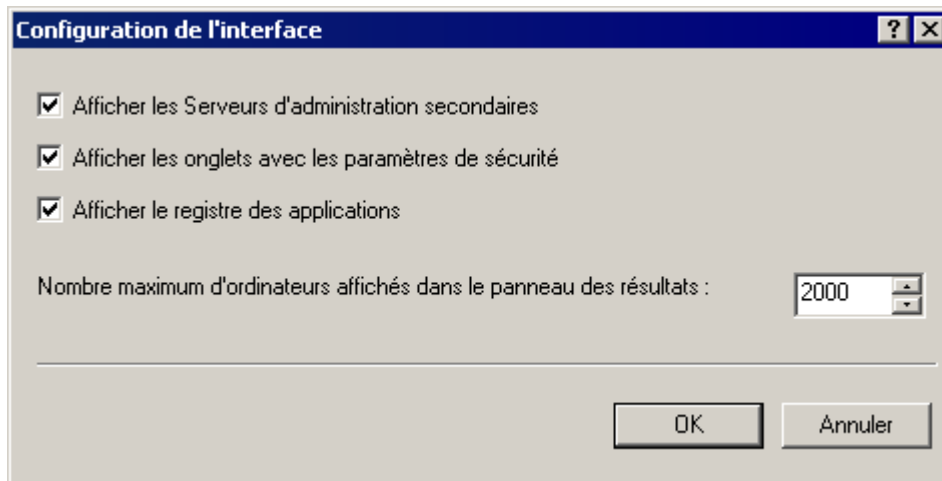 Configuration de l'interface
Afficher les Serveurs d'administration secondaires
Afficher les onglets avec les paramètres de sécurité
Afficher le registre des applications
Nombre maximum d'ordinateurs affichés dans le panneau des résultats : 2000
OK Annuler